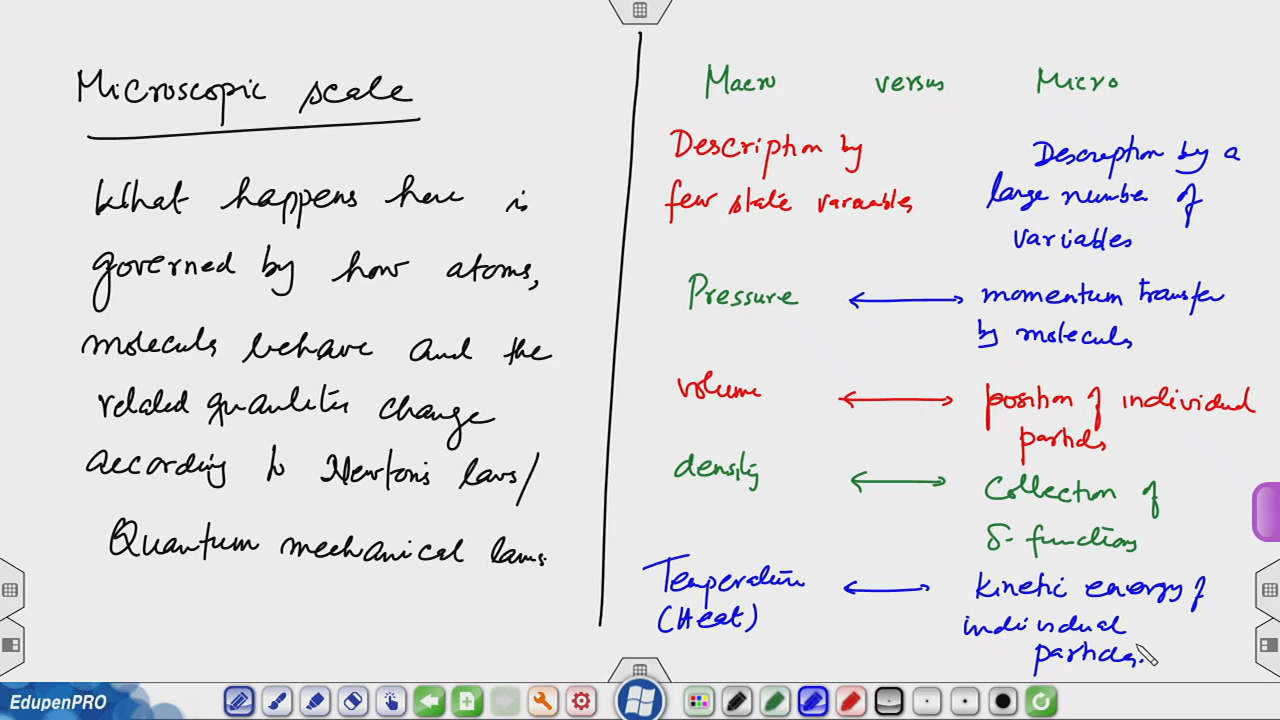 Microscopic scale
What happens here is
governed by how atoms,
molecules behave and the
related quantities change
according to Newton's laws/
Quantum mechanical laws.
Macro versus Micro
Description by
few state variables
Description by a
large number of
variables
Pressure
momentum transfer
by molecules
volume
position of individual
particles
density
Collection of
δ- functions
Temperature
(Heat)
kinetic energy of
individual
particles.
EdupenPRO